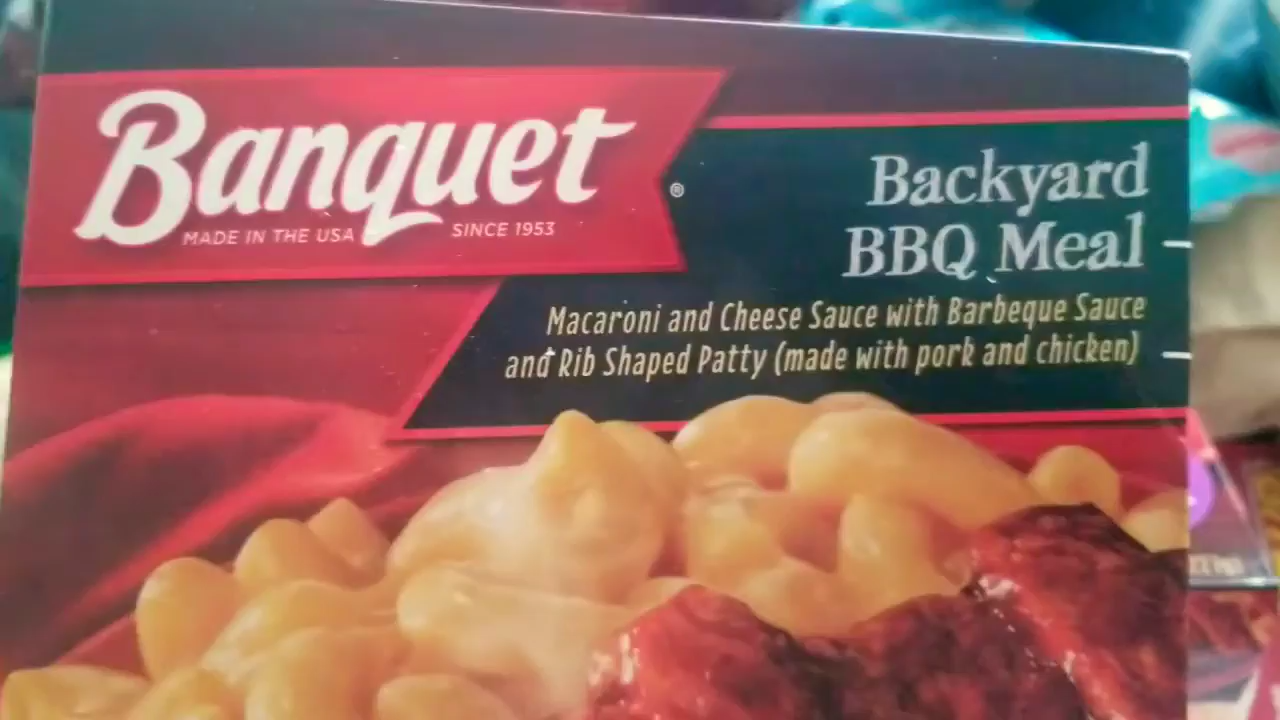 Banquet®
MADE IN THE USA
SINCE 1953
Backyard
BBQ Meal
Macaroni and Cheese Sauce with Barbeque Sauce
and Rib Shaped Patty (made with pork and chicken)